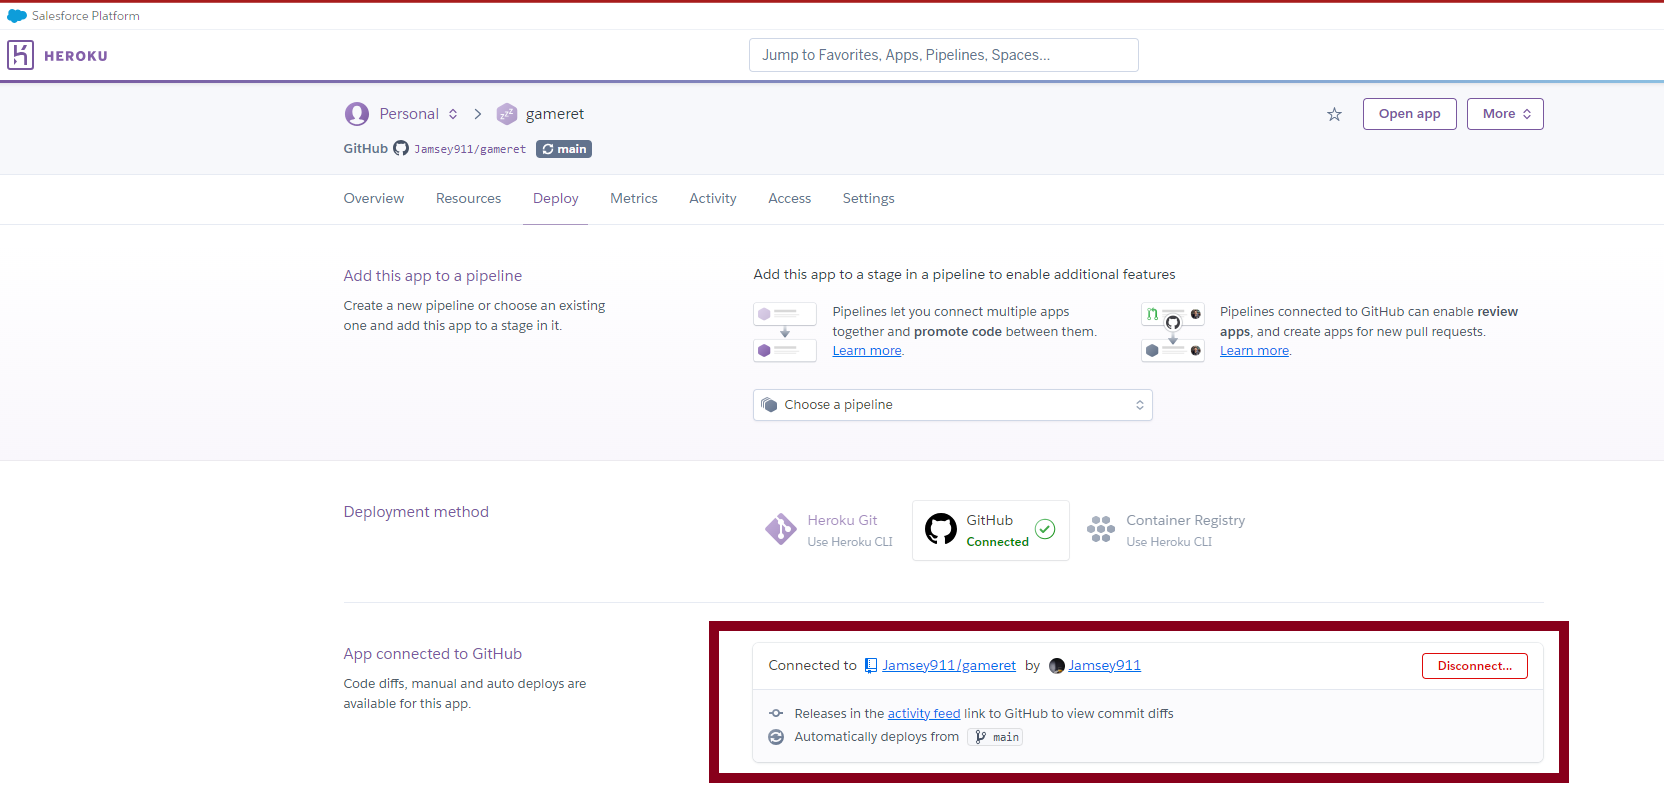 Salesforce Platform
HEROKU
Jump to Favorites, Apps, Pipelines, Spaces...
Personal
gameret
Open app
More
GitHub Jamsey911/gameret main
Overview Resources Deploy Metrics Activity Access Settings
Add this app to a pipeline
Create a new pipeline or choose an existing
one and add this app to a stage in it.
Add this app to a stage in a pipeline to enable additional features
Pipelines let you connect multiple apps
together and promote code between them.
Learn more.
Pipelines connected to GitHub can enable review
apps, and create apps for new pull requests.
Learn more.
Choose a pipeline
Deployment method
Heroku Git
Use Heroku CLI
GitHub
Connected
Container Registry
Use Heroku CLI
App connected to GitHub
Code diffs, manual and auto deploys are
available for this app.
Connected to Jamsey911/gameret by Jamsey911
Disconnect...
Releases in the activity feed link to GitHub to view commit diffs
Automatically deploys from main